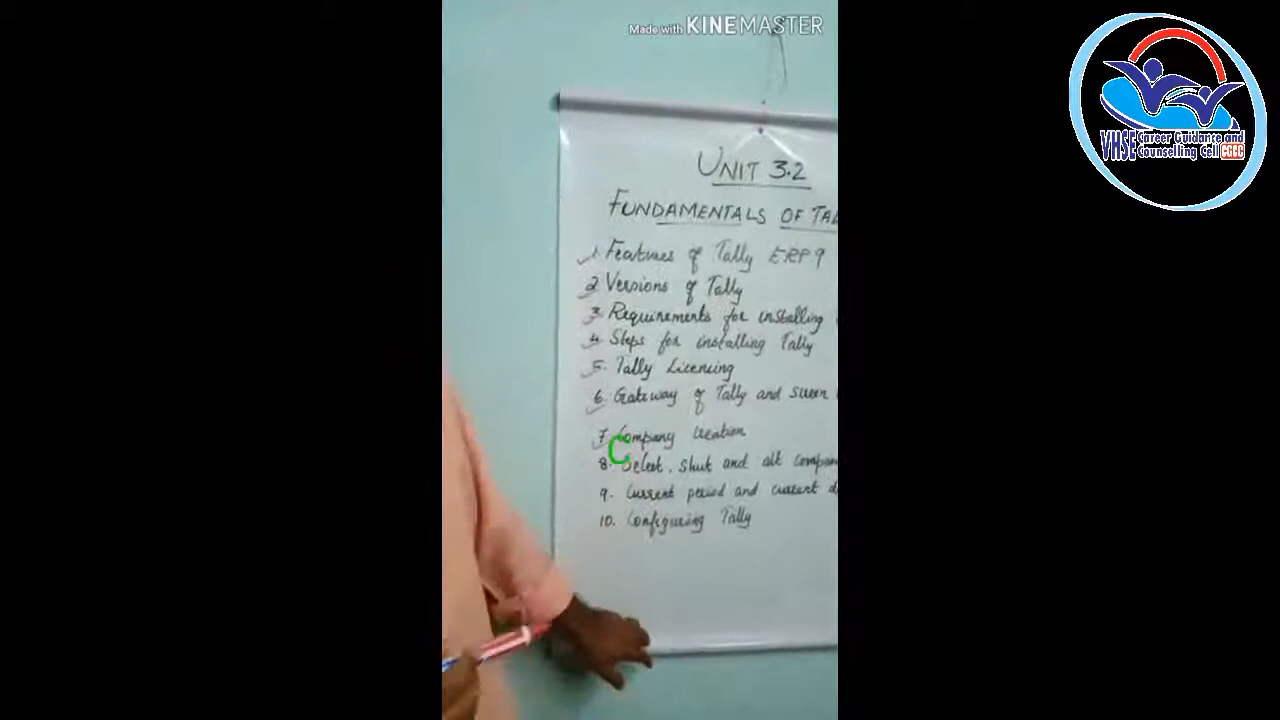 Made with KINEMASTER
VHSE Career Guidance and
Counselling Cell CGCC
UNIT 3.2
FUNDAMENTALS OF TAL
1 Features of Tally ERP 9
2 Versions of Tally
3. Requirements for installing
4. Steps for installing Tally
5. Tally Licencing
6. Gateway of Tally and screen
7. Company creation
C
8. Select, shut and alt compan
9. Current period and current d
10. Configuring Tally